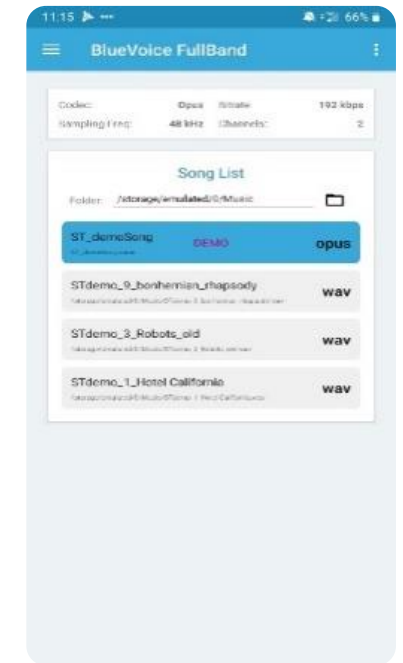 11:15 66%
BlueVoice FullBand
Codec: Opus Bitrate 192 kbps
Sampling Freq: 48 kHz Channels: 2
Song List
Folder: /storage/emulated/0/Music
ST_demoSong DEMO opus
STdemo_9_bonhemian_rhapsody wav
STdemo_3_Robots_old wav
STdemo_1_Hotel California wav